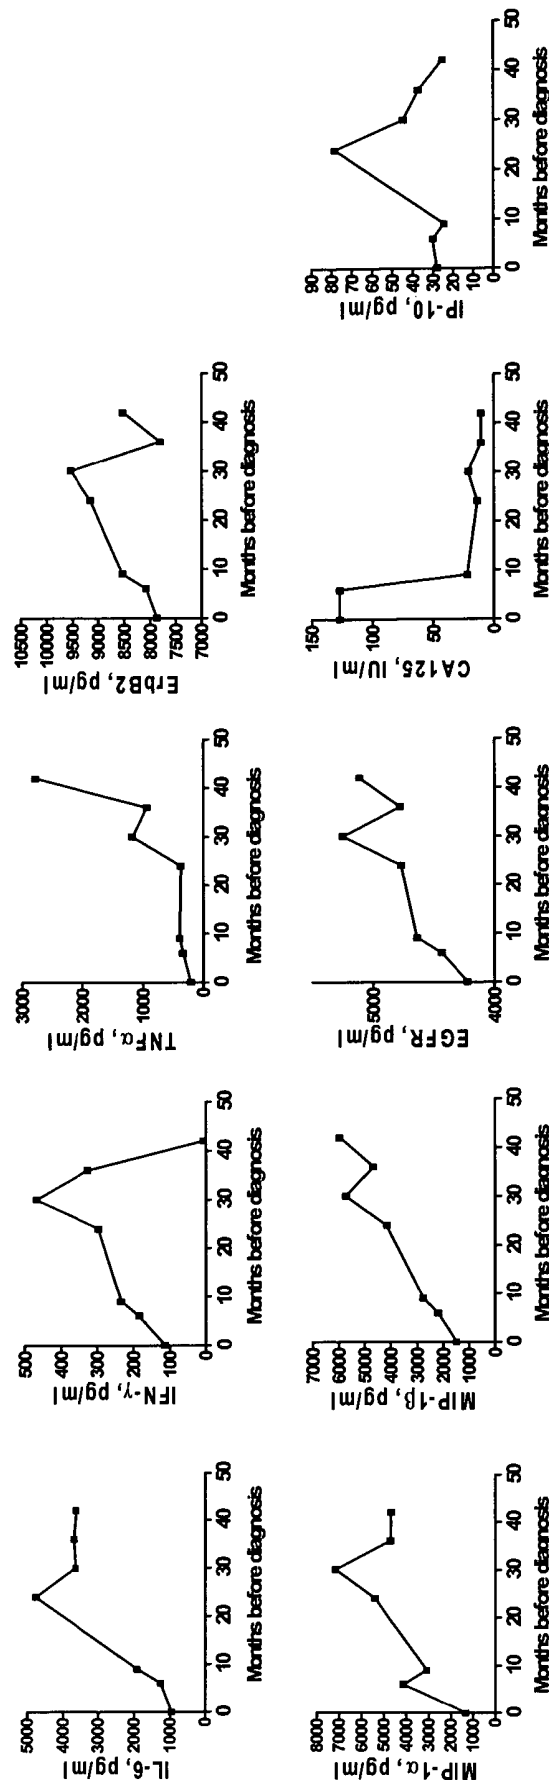 IL-6, pg/ml
5000
4000
3000
2000
1000
0
0 10 20 30 40 50
Months before diagnosis
IFN-γ, pg/ml
500
400
300
200
100
0
0 10 20 30 40 50
Months before diagnosis
TNFα, pg/ml
3000
2000
1000
0
0 10 20 30 40 50
Months before diagnosis
ErbB2, pg/ml
10500
10000
9500
9000
8500
8000
7500
7000
0 10 20 30 40 50
Months before diagnosis
MIP-1α, pg/ml
8000
7000
6000
5000
4000
3000
2000
1000
0
0 10 20 30 40 50
Months before diagnosis
MIP-1β, pg/ml
7000
6000
5000
4000
3000
2000
1000
0
0 10 20 30 40 50
Months before diagnosis
EGFR, pg/ml
5000
4000
0 10 20 30 40 50
Months before diagnosis
CA125, IU/ml
150
100
50
0
0 10 20 30 40 50
Months before diagnosis
IP-10, pg/ml
90
80
70
60
50
40
30
20
10
0
0 10 20 30 40 50
Months before diagnosis